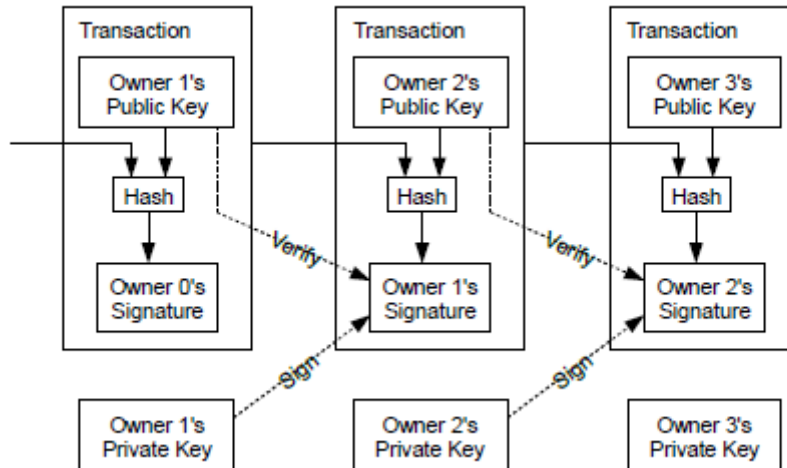 Transaction
Owner 1's
Public Key
Hash
Owner 0's
Signature
Transaction
Owner 2's
Public Key
Hash
Verify
Owner 1's
Signature
Transaction
Owner 3's
Public Key
Hash
Verify
Owner 2's
Signature
Sign
Sign
Owner 1's
Private Key
Owner 2's
Private Key
Owner 3's
Private Key